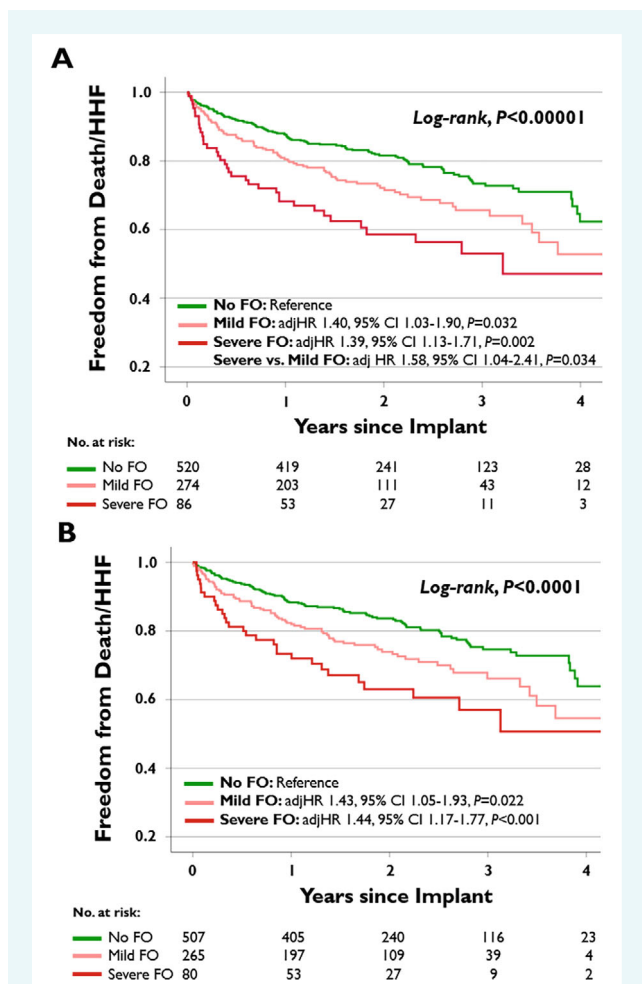 A
Freedom from Death/HHF
1.0
0.8
0.6
0.4
0.2
Log-rank, P<0.00001
No FO: Reference
Mild FO: adjHR 1.40, 95% CI 1.03-1.90, P=0.032
Severe FO: adjHR 1.39, 95% CI 1.13-1.71, P=0.002
Severe vs. Mild FO: adj HR 1.58, 95% CI 1.04-2.41, P=0.034
0 1 2 3 4
Years since Implant
No. at risk:
No FO 520 419 241 123 28
Mild FO 274 203 111 43 12
Severe FO 86 53 27 11 3
B
Freedom from Death/HHF
1.0
0.8
0.6
0.4
0.2
Log-rank, P<0.0001
No FO: Reference
Mild FO: adjHR 1.43, 95% CI 1.05-1.93, P=0.022
Severe FO: adjHR 1.44, 95% CI 1.17-1.77, P<0.001
0 1 2 3 4
Years since Implant
No. at risk:
No FO 507 405 240 116 23
Mild FO 265 197 109 39 4
Severe FO 80 53 27 9 2